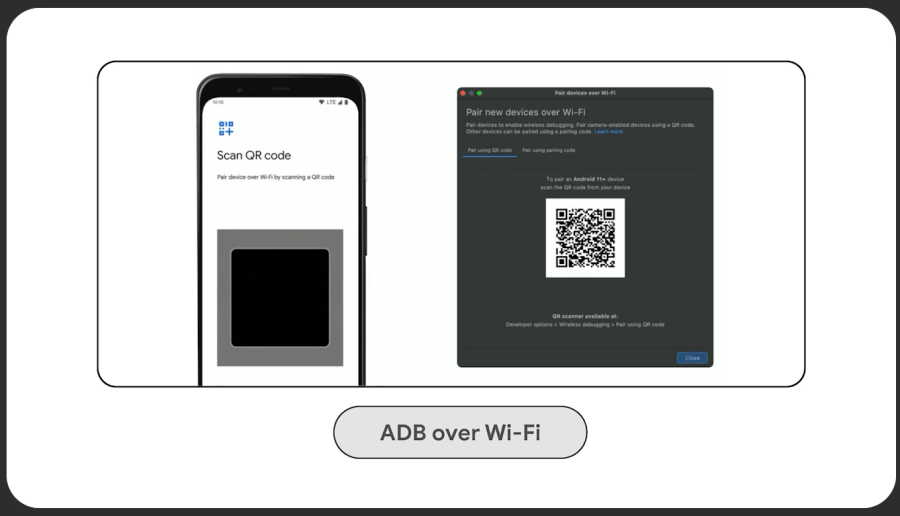 10:10
LTE
Scan QR code
Pair device over Wi-Fi by scanning a QR code
Pair devices over Wi-Fi
Pair new devices over Wi-Fi
Pair devices to enable wireless debugging. Pair camera-enabled devices using a QR code.
Other devices can be paired using a pairing code. Learn more
Pair using QR code Pair using pairing code
To pair an Android 11+ device
scan the QR code from your device
QR scanner available at:
Developer options > Wireless debugging > Pair using QR code
Close
ADB over Wi-Fi